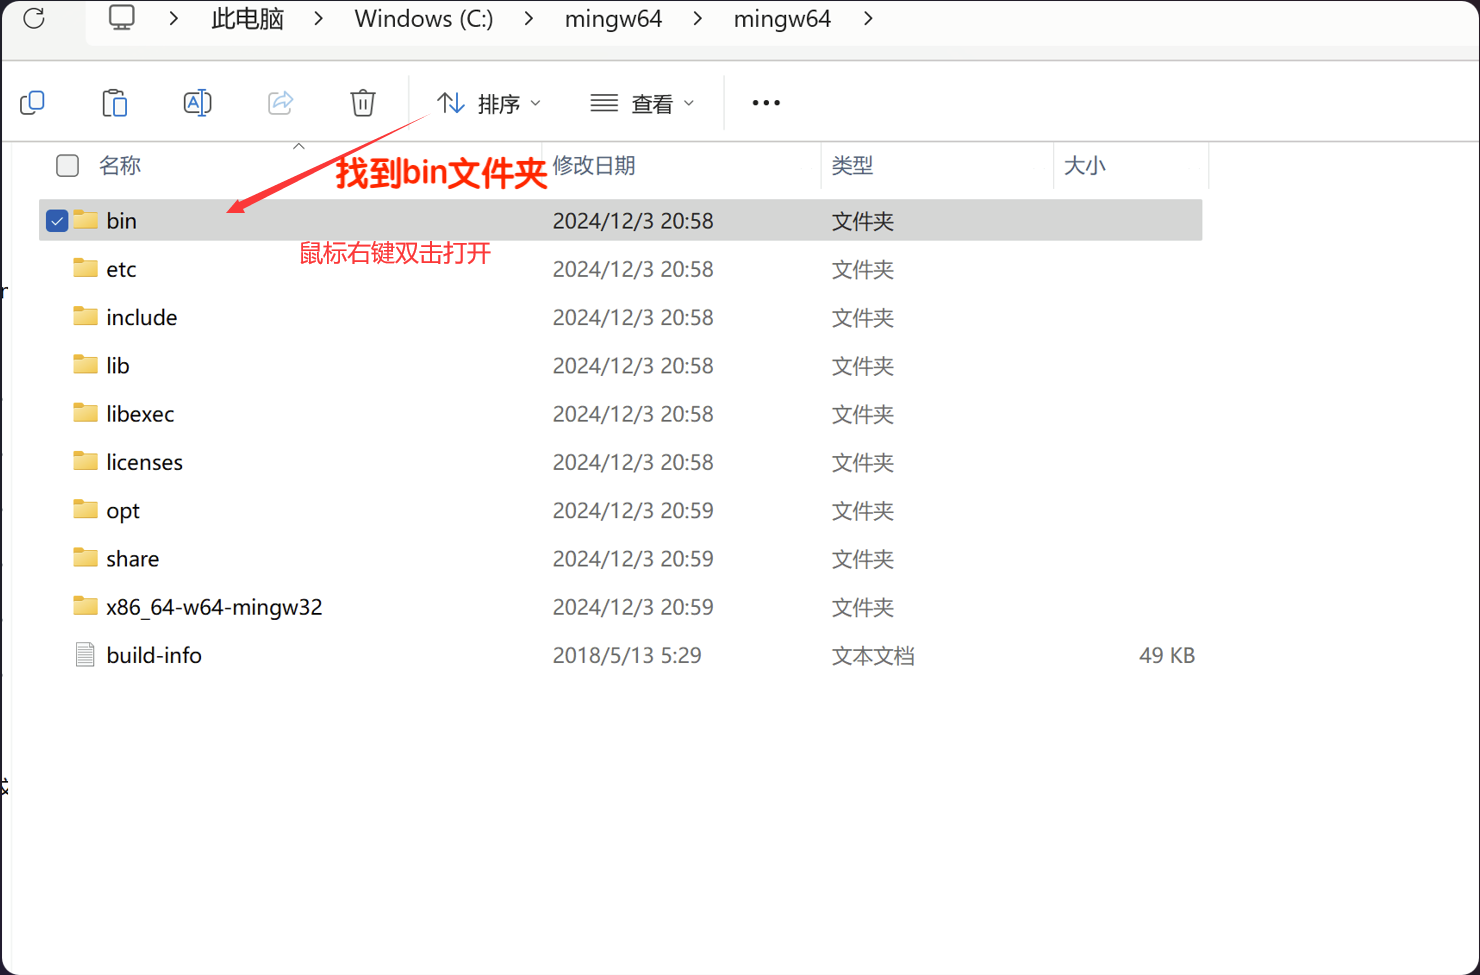 此电脑 > Windows (C:) > mingw64 > mingw64 >
排序 查看
名称 修改日期 类型 大小
找到bin文件夹
bin 2024/12/3 20:58 文件夹
鼠标右键双击打开
etc 2024/12/3 20:58 文件夹
include 2024/12/3 20:58 文件夹
lib 2024/12/3 20:58 文件夹
libexec 2024/12/3 20:58 文件夹
licenses 2024/12/3 20:58 文件夹
opt 2024/12/3 20:59 文件夹
share 2024/12/3 20:59 文件夹
x86_64-w64-mingw32 2024/12/3 20:59 文件夹
build-info 2018/5/13 5:29 文本文档 49 KB